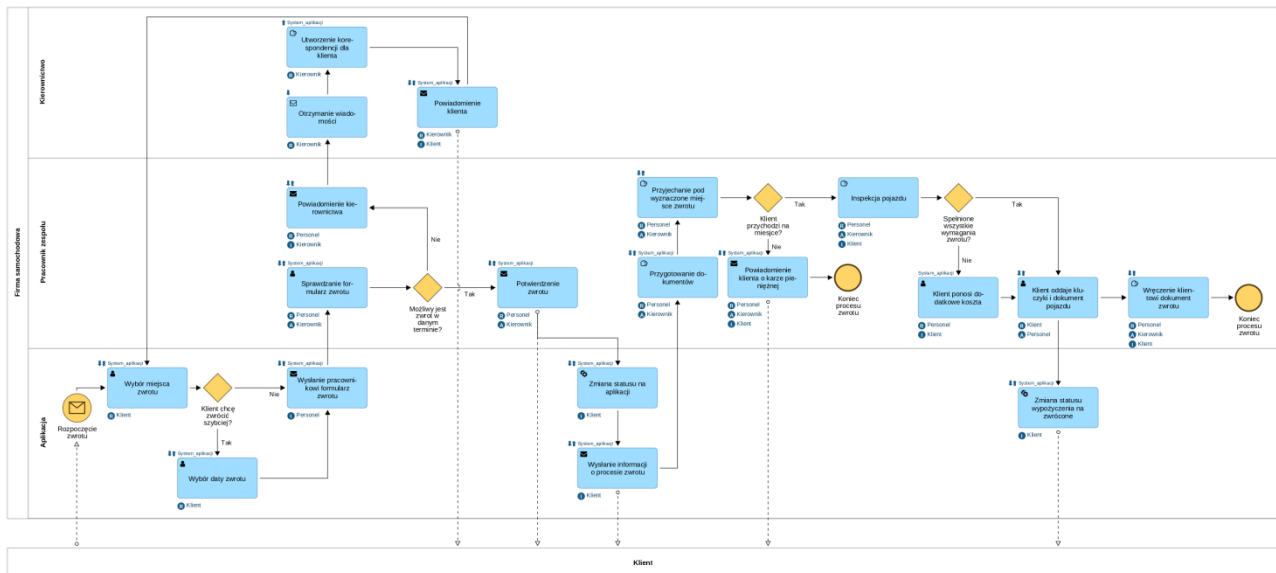 Firma samochodowa
Kierownictwo
System_aplikacji
Utworzenie kore-
spondencji dla
klienta
R Kierownik
Otrzymanie wiado-
mości
R Kierownik
System_aplikacji
Powiadomienie
klienta
R Kierownik
I Klient
Pracownik zespołu
Powiadomienie kie-
rownictwa
R Personel
I Kierownik
Nie
System_aplikacji
Sprawdzanie for-
mularz zwrotu
R Personel
A Kierownik
Możliwy jest
zwrot w
danym
terminie?
Tak
System_aplikacji
Potwierdzenie
zwrotu
R Personel
A Kierownik
Przyjechanie pod
wyznaczone miej-
sce zwrotu
R Personel
A Kierownik
System_aplikacji
Przygotowanie do-
kumentów
R Personel
A Kierownik
Klient
przychodzi na
miesjce?
Tak
Nie
System_aplikacji
Powiadomienie
klienta o karze pie-
niężnej
R Personel
A Kierownik
I Klient
Koniec
procesu
zwrotu
System_aplikacji
Inspekcja pojazdu
R Personel
A Kierownik
I Klient
Spełnione
wszystkie
wymagania
zwrotu?
Tak
Nie
System_aplikacji
Klient ponosi do-
datkowe koszta
R Personel
I Klient
System_aplikacji
Klient oddaje klu-
czyki i dokument
pojazdu
R Klient
A Personel
System_aplikacji
Wręczenie klien-
towi dokument
zwrotu
R Personel
A Kierownik
I Klient
Koniec
procesu
zwrotu
Aplikacja
Rozpoczęcie
zwrotu
System_aplikacji
Wybór miejsca
zwrotu
R Klient
Klient chcę
zwrócić
szybciej?
Nie
Tak
System_aplikacji
Wysłanie pracowni-
kowi formularz
zwrotu
I Personel
System_aplikacji
Wybór daty zwrotu
R Klient
System_aplikacji
Zmiana statusu na
aplikacji
I Klient
System_aplikacji
Wysłanie informacji
o procesie zwrotu
I Klient
System_aplikacji
Zmiana statusu
wypożyczenia na
zwrócone
I Klient
Klient